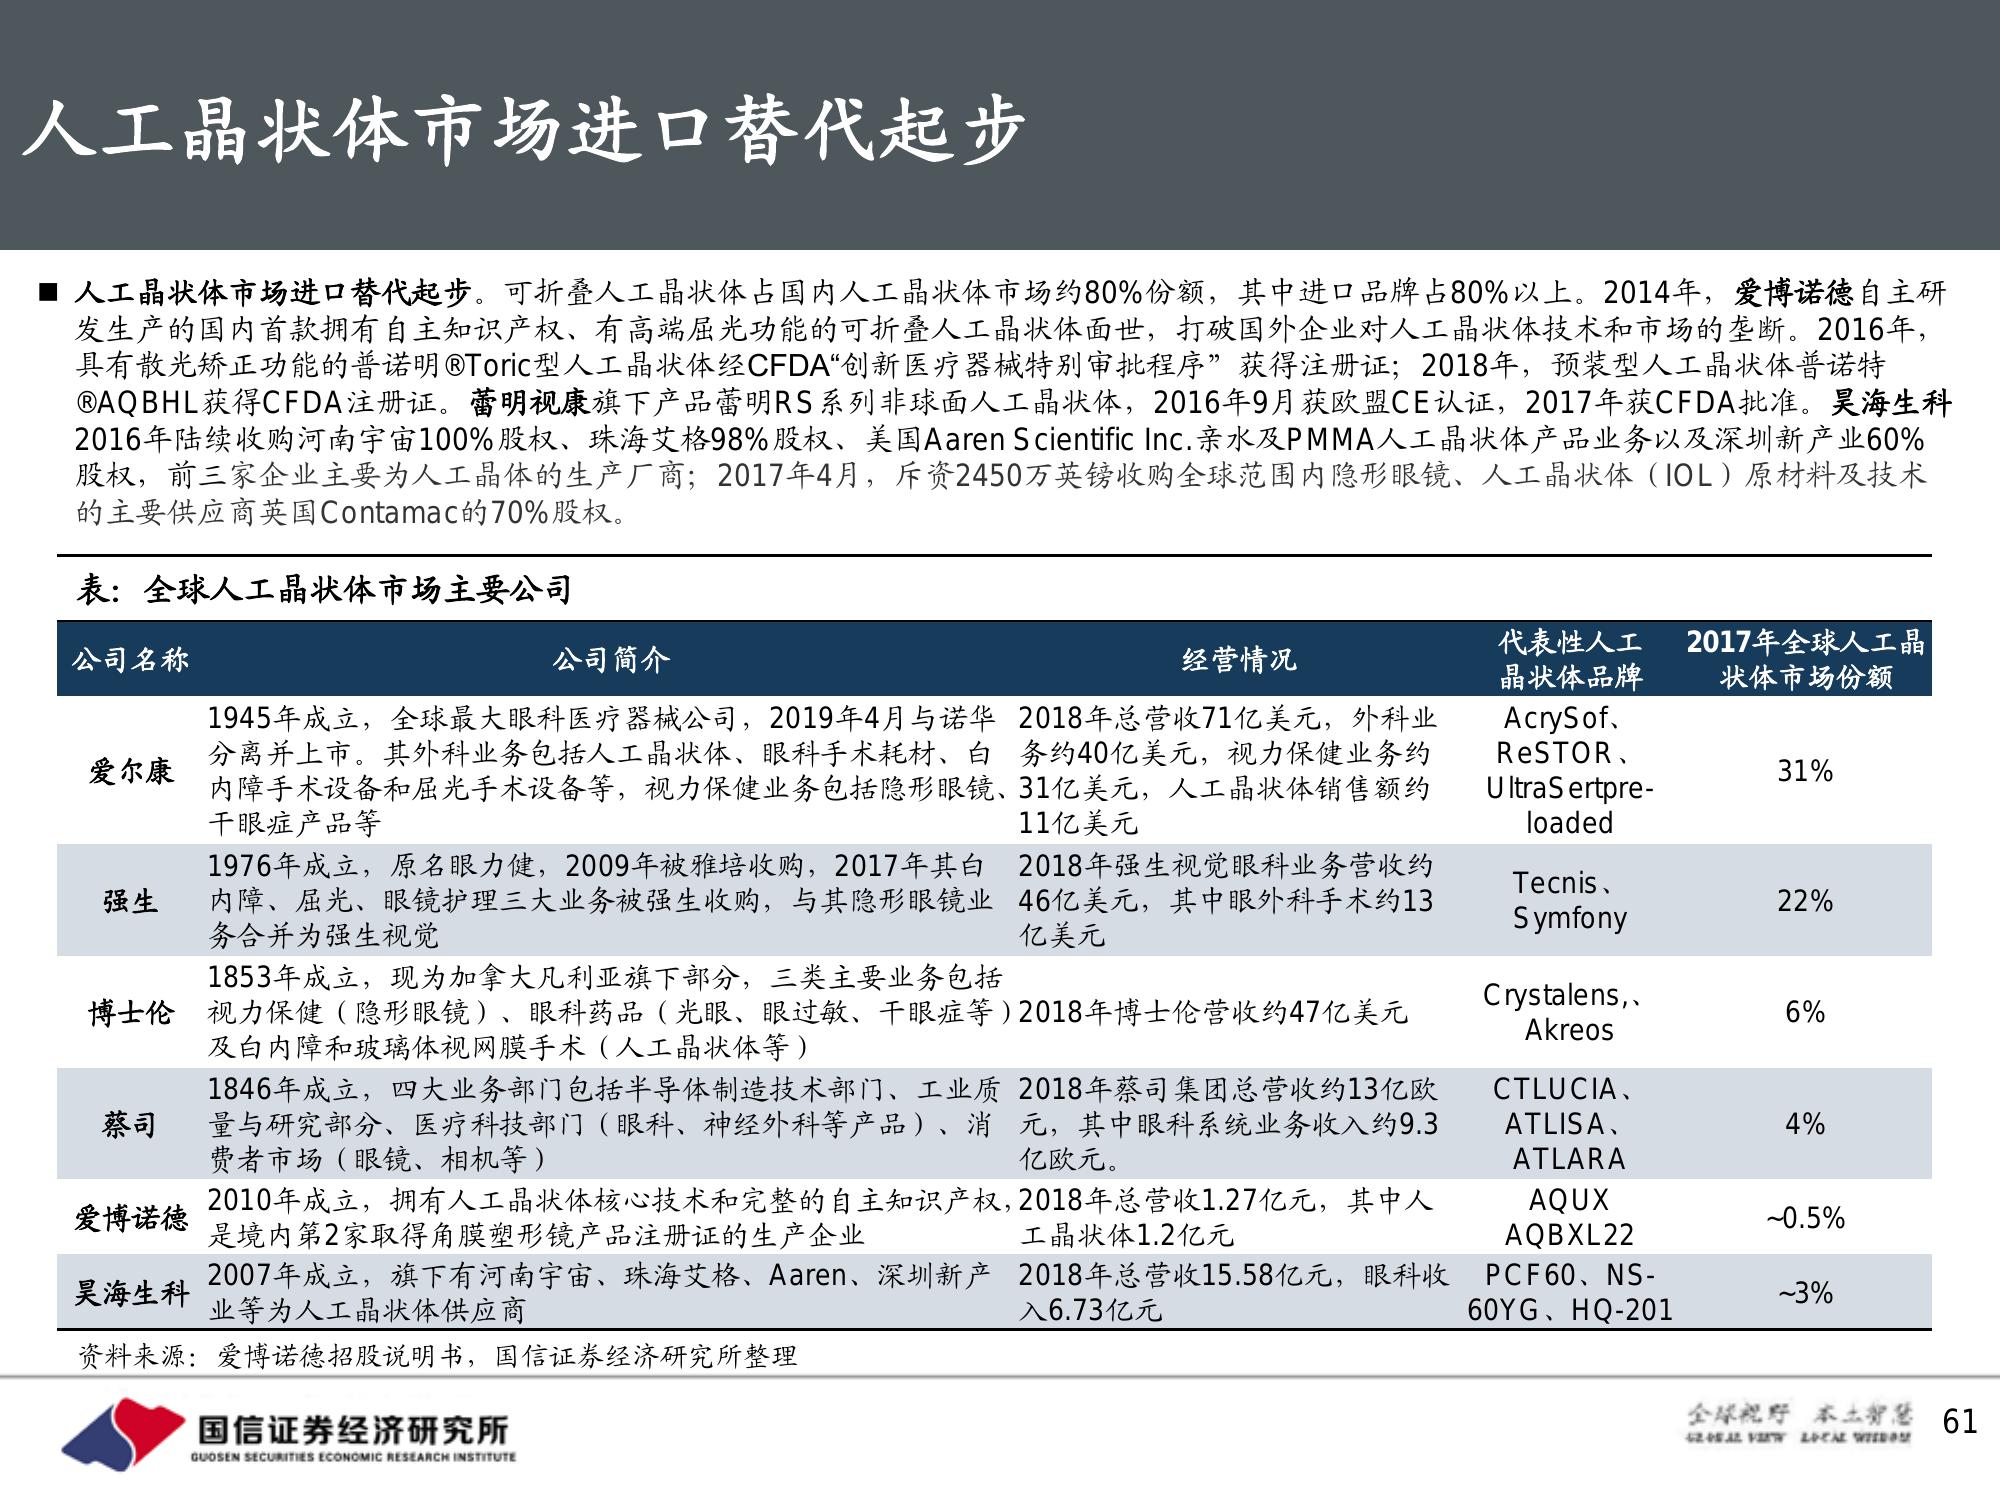 人工晶状体市场进口替代起步
■ 人工晶状体市场进口替代起步。可折叠人工晶状体占国内人工晶状体市场约80%份额，其中进口品牌占80%以上。2014年，爱博诺德自主研
发生产的国内首款拥有自主知识产权、有高端屈光功能的可折叠人工晶状体面世，打破国外企业对人工晶状体技术和市场的垄断。2016年，
具有散光矫正功能的普诺明®Toric型人工晶状体经CFDA“创新医疗器械特别审批程序”获得注册证；2018年，预装型人工晶状体普诺特
®AQBHL获得CFDA注册证。蕾明视康旗下产品蕾明RS系列非球面人工晶状体，2016年9月获欧盟CE认证，2017年获CFDA批准。昊海生科
2016年陆续收购河南宇宙100%股权、珠海艾格98%股权、美国Aaren Scientific Inc.亲水及PMMA人工晶状体产品业务以及深圳新产业60%
股权，前三家企业主要为人工晶体的生产厂商；2017年4月，斥资2450万英镑收购全球范围内隐形眼镜、人工晶状体（IOL）原材料及技术
的主要供应商英国Contamac的70%股权。
表：全球人工晶状体市场主要公司
公司名称 公司简介 经营情况 代表性人工 2017年全球人工晶
晶状体品牌 状体市场份额
爱尔康
1945年成立，全球最大眼科医疗器械公司，2019年4月与诺华
分离并上市。其外科业务包括人工晶状体、眼科手术耗材、白
内障手术设备和屈光手术设备等，视力保健业务包括隐形眼镜、
干眼症产品等
2018年总营收71亿美元，外科业
务约40亿美元，视力保健业务约
31亿美元，人工晶状体销售额约
11亿美元
AcrySof、
ReSTOR、
UltraSertpre-
loaded
31%
强生
1976年成立，原名眼力健，2009年被雅培收购，2017年其白
内障、屈光、眼镜护理三大业务被强生收购，与其隐形眼镜业
务合并为强生视觉
2018年强生视觉眼科业务营收约
46亿美元，其中眼外科手术约13
亿美元
Tecnis、
Symfony
22%
博士伦
1853年成立，现为加拿大凡利亚旗下部分，三类主要业务包括
视力保健（隐形眼镜）、眼科药品（光眼、眼过敏、干眼症等）
及白内障和玻璃体视网膜手术（人工晶状体等）
2018年博士伦营收约47亿美元
Crystalens,、
Akreos
6%
蔡司
1846年成立，四大业务部门包括半导体制造技术部门、工业质
量与研究部分、医疗科技部门（眼科、神经外科等产品）、消
费者市场（眼镜、相机等）
2018年蔡司集团总营收约13亿欧
元，其中眼科系统业务收入约9.3
亿欧元。
CTLUCIA、
ATLISA、
ATLARA
4%
爱博诺德
2010年成立，拥有人工晶状体核心技术和完整的自主知识产权，
是境内第2家取得角膜塑形镜产品注册证的生产企业
2018年总营收1.27亿元，其中人
工晶状体1.2亿元
AQUX
AQBXL22
~0.5%
昊海生科
2007年成立，旗下有河南宇宙、珠海艾格、Aaren、深圳新产
业等为人工晶状体供应商
2018年总营收15.58亿元，眼科收
入6.73亿元
PCF60、NS-
60YG、HQ-201
~3%
资料来源：爱博诺德招股说明书，国信证券经济研究所整理
国信证券经济研究所
GUOSEN SECURITIES ECONOMIC RESEARCH INSTITUTE
全球视野 本土智慧
GLOBAL VIEW LOCAL WISDOM
61